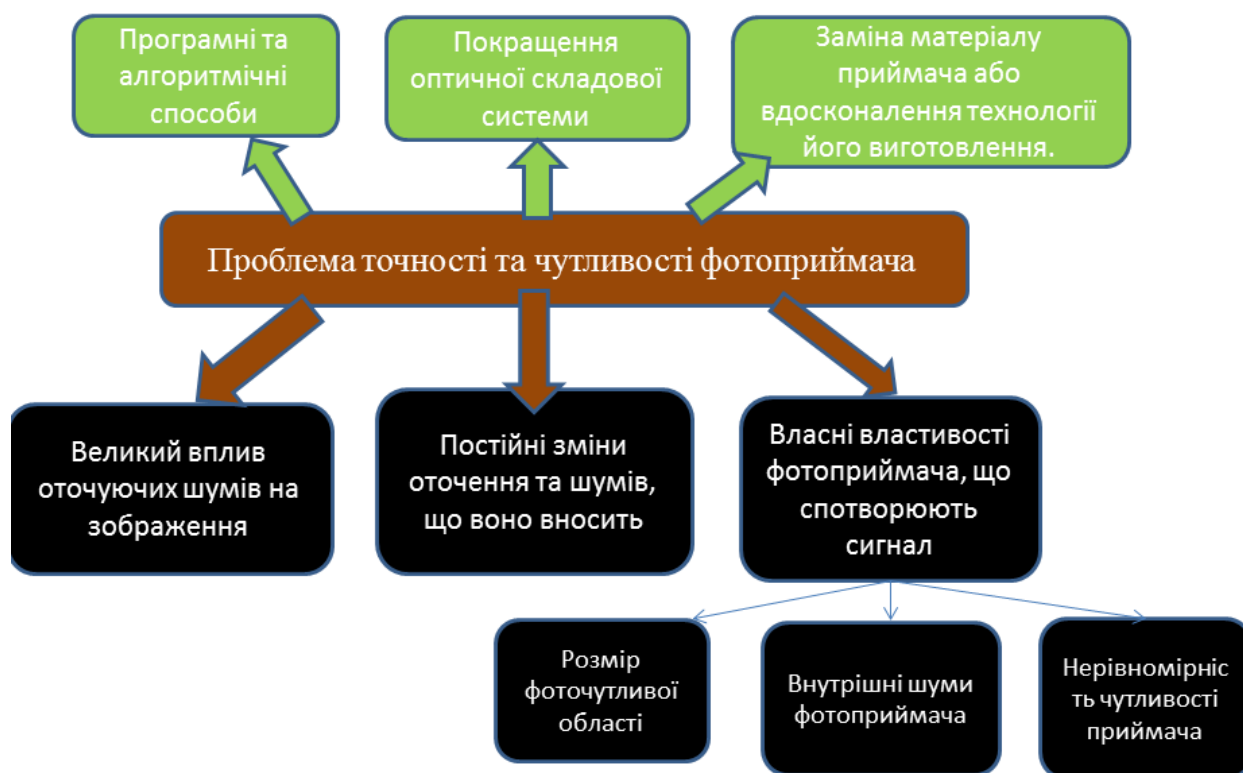 Програмні та
алгоритмічні
способи
Покращення
оптичної складової
системи
Заміна матеріалу
приймача або
вдосконалення технології
його виготовлення.
Проблема точності та чутливості фотоприймача
Великий вплив
оточуючих шумів на
зображення
Постійні зміни
оточення та шумів,
що воно вносить
Власні властивості
фотоприймача, що
спотворюють
сигнал
Розмір
фоточутливої
області
Внутрішні шуми
фотоприймача
Нерівномірніс
ть чутливості
приймача